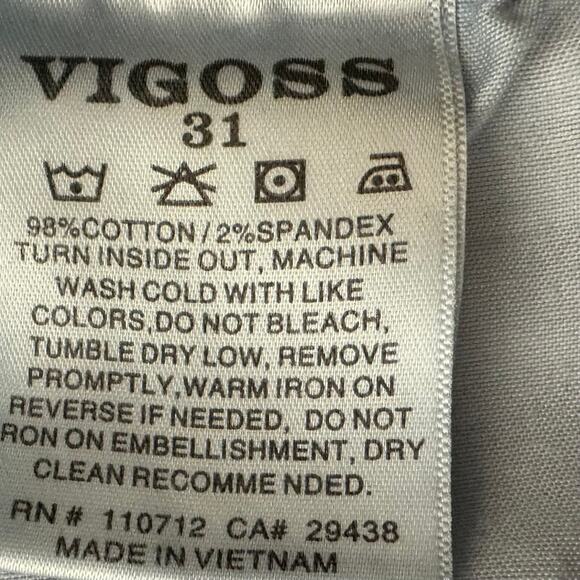 VIGOSS
31
98%COTTON/2%SPANDEX
TURN INSIDE OUT, MACHINE
WASH COLD WITH LIKE
COLORS,DO NOT BLEACH,
TUMBLE DRY LOW, REMOVE
PROMPTLY,WARM IRON ON
REVERSE IF NEEDED, DO NOT
IRON ON EMBELLISHMENT, DRY
CLEAN RECOMME NDED.
RN # 110712 CA# 29438
MADE IN VIETNAM